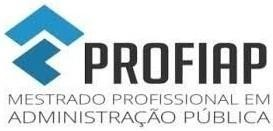 PROFIAP
MESTRADO PROFISSIONAL EM
ADMINISTRAÇÃO PÚBLICA